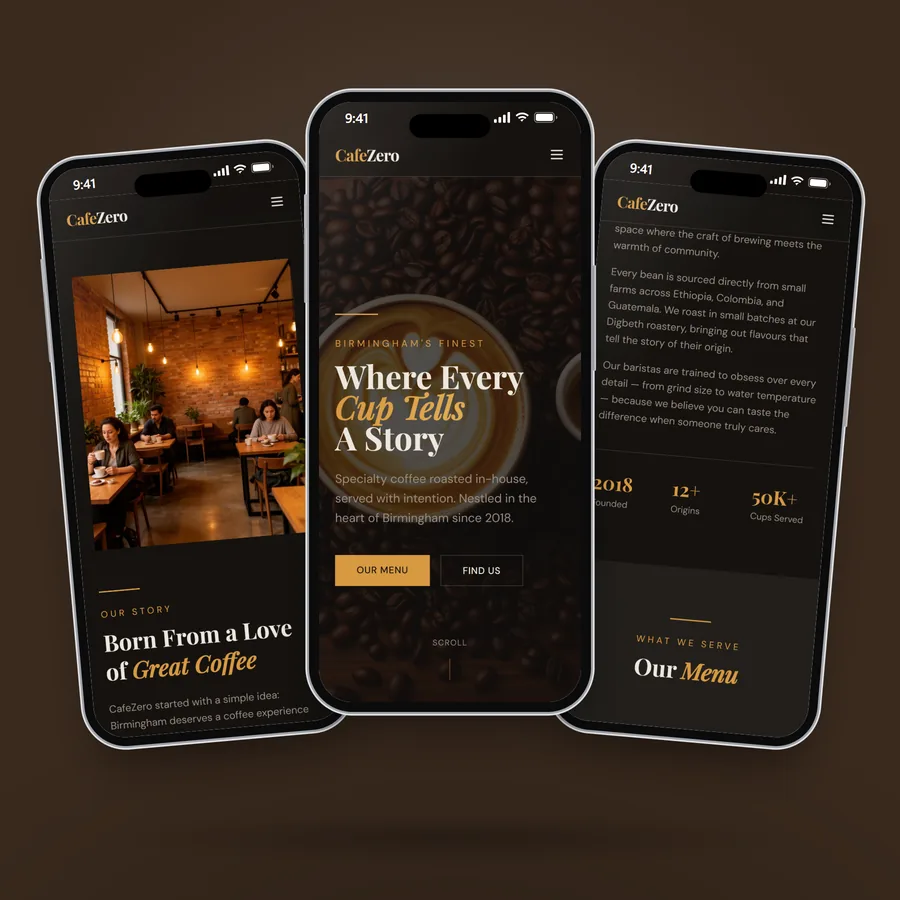 9:41
CafeZero
OUR STORY
Born From a Love
of Great Coffee
CafeZero started with a simple idea:
Birmingham deserves a coffee experience
9:41
CafeZero
BIRMINGHAM'S FINEST
Where Every
Cup Tells
A Story
Specialty coffee roasted in-house,
served with intention. Nestled in the
heart of Birmingham since 2018.
OUR MENU
FIND US
SCROLL
9:41
CafeZero
space where the craft of brewing meets the
warmth of community.
Every bean is sourced directly from small
farms across Ethiopia, Colombia, and
Guatemala. We roast in small batches at our
Digbeth roastery, bringing out flavours that
tell the story of their origin.
Our baristas are trained to obsess over every
detail — from grind size to water temperature
— because we believe you can taste the
difference when someone truly cares.
2018
ounded
12+
Origins
50K+
Cups Served
WHAT WE SERVE
Our Menu